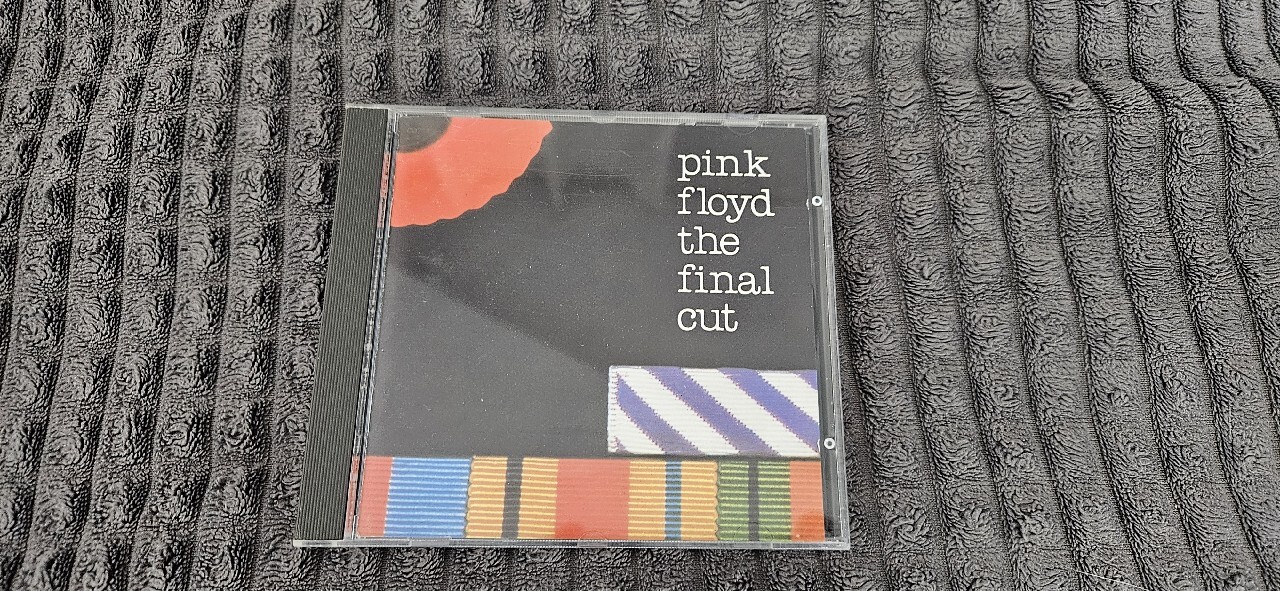 pink
floyd
the
final
cut